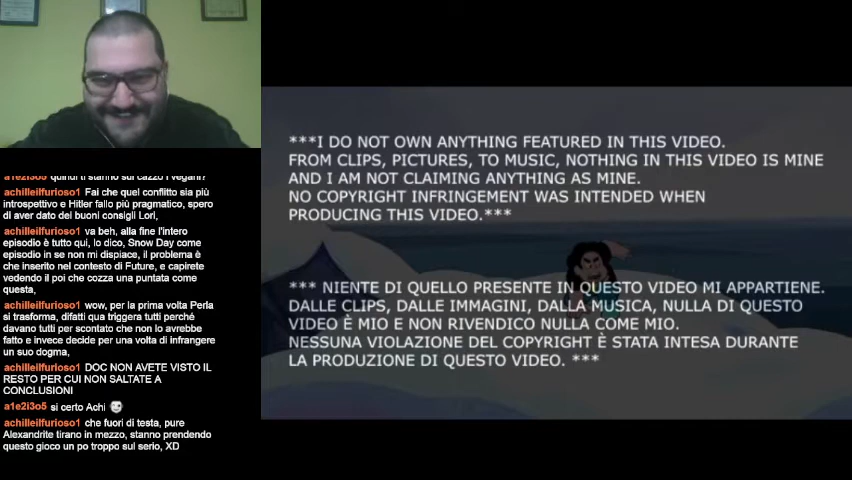 a1e2i3o5 quindi ti stanno sul cazzo i vegani?
achilleilfurioso1 Fai che quel conflitto sia più
introspettivo e Hitler fallo più pragmatico, spero
di aver dato dei buoni consigli Lori,
achilleilfurioso1 va beh, alla fine l'intero
episodio è tutto qui, lo dico, Snow Day come
episodio in se non mi dispiace, il problema è
che inserito nel contesto di Future, e capirete
vedendo il poi che cozza una puntata come
questa,
achilleilfurioso1 wow, per la prima volta Perla
si trasforma, difatti qua triggera tutti perché
davano tutti per scontato che non lo avrebbe
fatto e invece decide per una volta di infrangere
un suo dogma,
achilleilfurioso1 DOC NON AVETE VISTO IL
RESTO PER CUI NON SALTATE A
CONCLUSIONI
a1e2i3o5 si certo Achi
achilleilfurioso1 che fuori di testa, pure
Alexandrite tirano in mezzo, stanno prendendo
questo gioco un po troppo sul serio, XD
***I DO NOT OWN ANYTHING FEATURED IN THIS VIDEO.
FROM CLIPS, PICTURES, TO MUSIC, NOTHING IN THIS VIDEO IS MINE
AND I AM NOT CLAIMING ANYTHING AS MINE.
NO COPYRIGHT INFRINGEMENT WAS INTENDED WHEN
PRODUCING THIS VIDEO.***
*** NIENTE DI QUELLO PRESENTE IN QUESTO VIDEO MI APPARTIENE.
DALLE CLIPS, DALLE IMMAGINI, DALLA MUSICA, NULLA DI QUESTO
VIDEO È MIO E NON RIVENDICO NULLA COME MIO.
NESSUNA VIOLAZIONE DEL COPYRIGHT È STATA INTESA DURANTE
LA PRODUZIONE DI QUESTO VIDEO. ***